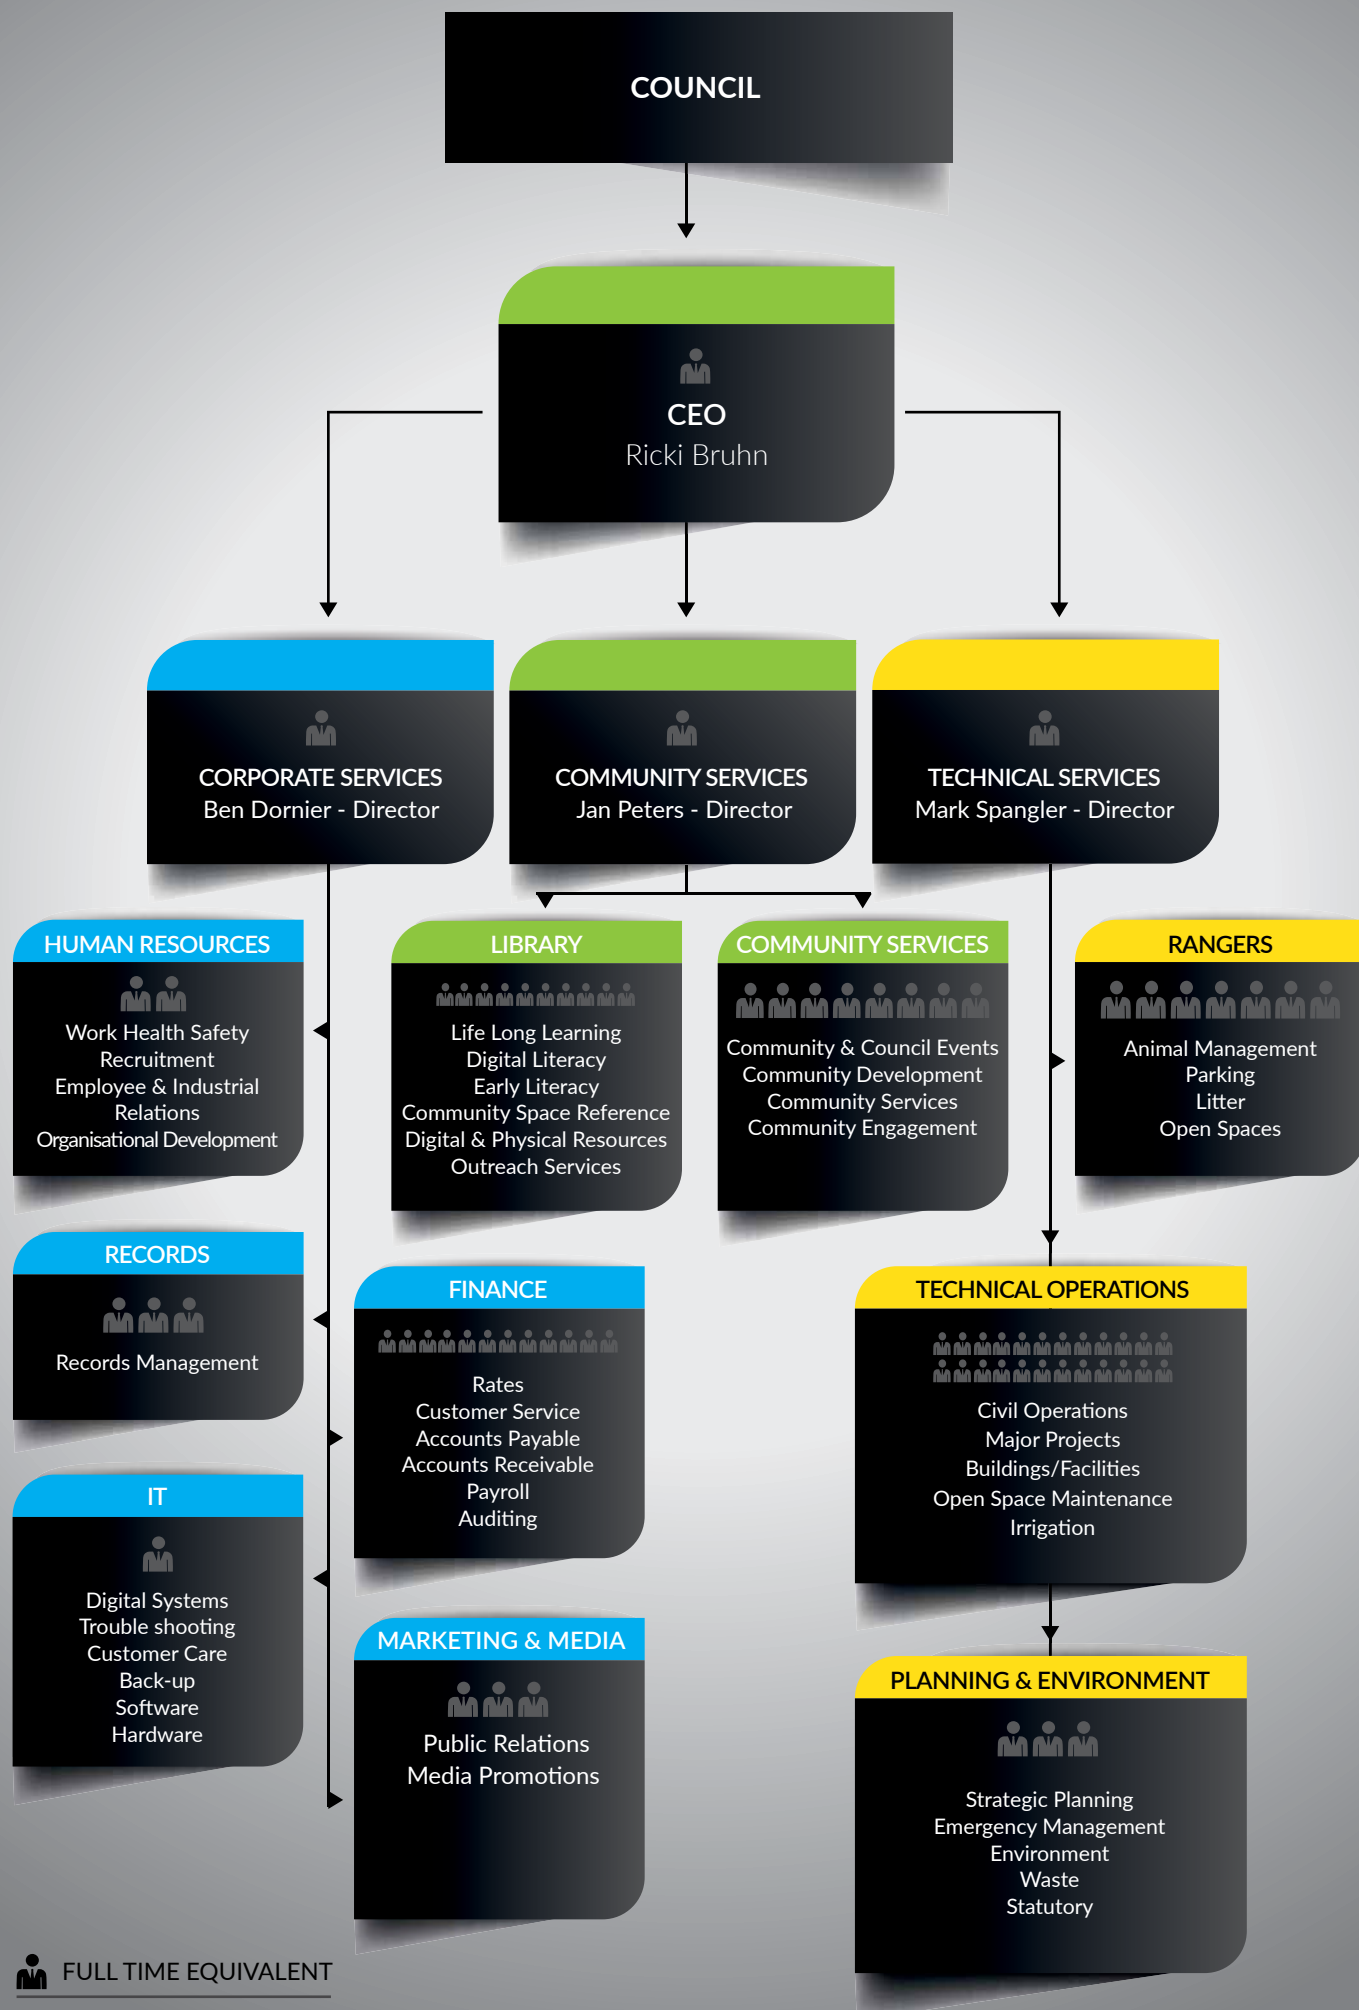 COUNCIL
CEO
Ricki Bruhn
CORPORATE SERVICES
Ben Dornier - Director
COMMUNITY SERVICES
Jan Peters - Director
TECHNICAL SERVICES
Mark Spangler - Director
HUMAN RESOURCES
Work Health Safety
Recruitment
Employee & Industrial
Relations
Organisational Development
LIBRARY
Life Long Learning
Digital Literacy
Early Literacy
Community Space Reference
Digital & Physical Resources
Outreach Services
COMMUNITY SERVICES
Community & Council Events
Community Development
Community Services
Community Engagement
RANGERS
Animal Management
Parking
Litter
Open Spaces
RECORDS
Records Management
FINANCE
Rates
Customer Service
Accounts Payable
Accounts Receivable
Payroll
Auditing
TECHNICAL OPERATIONS
Civil Operations
Major Projects
Buildings/Facilities
Open Space Maintenance
Irrigation
IT
Digital Systems
Trouble shooting
Customer Care
Back-up
Software
Hardware
MARKETING & MEDIA
Public Relations
Media Promotions
PLANNING & ENVIRONMENT
Strategic Planning
Emergency Management
Environment
Waste
Statutory
FULL TIME EQUIVALENT